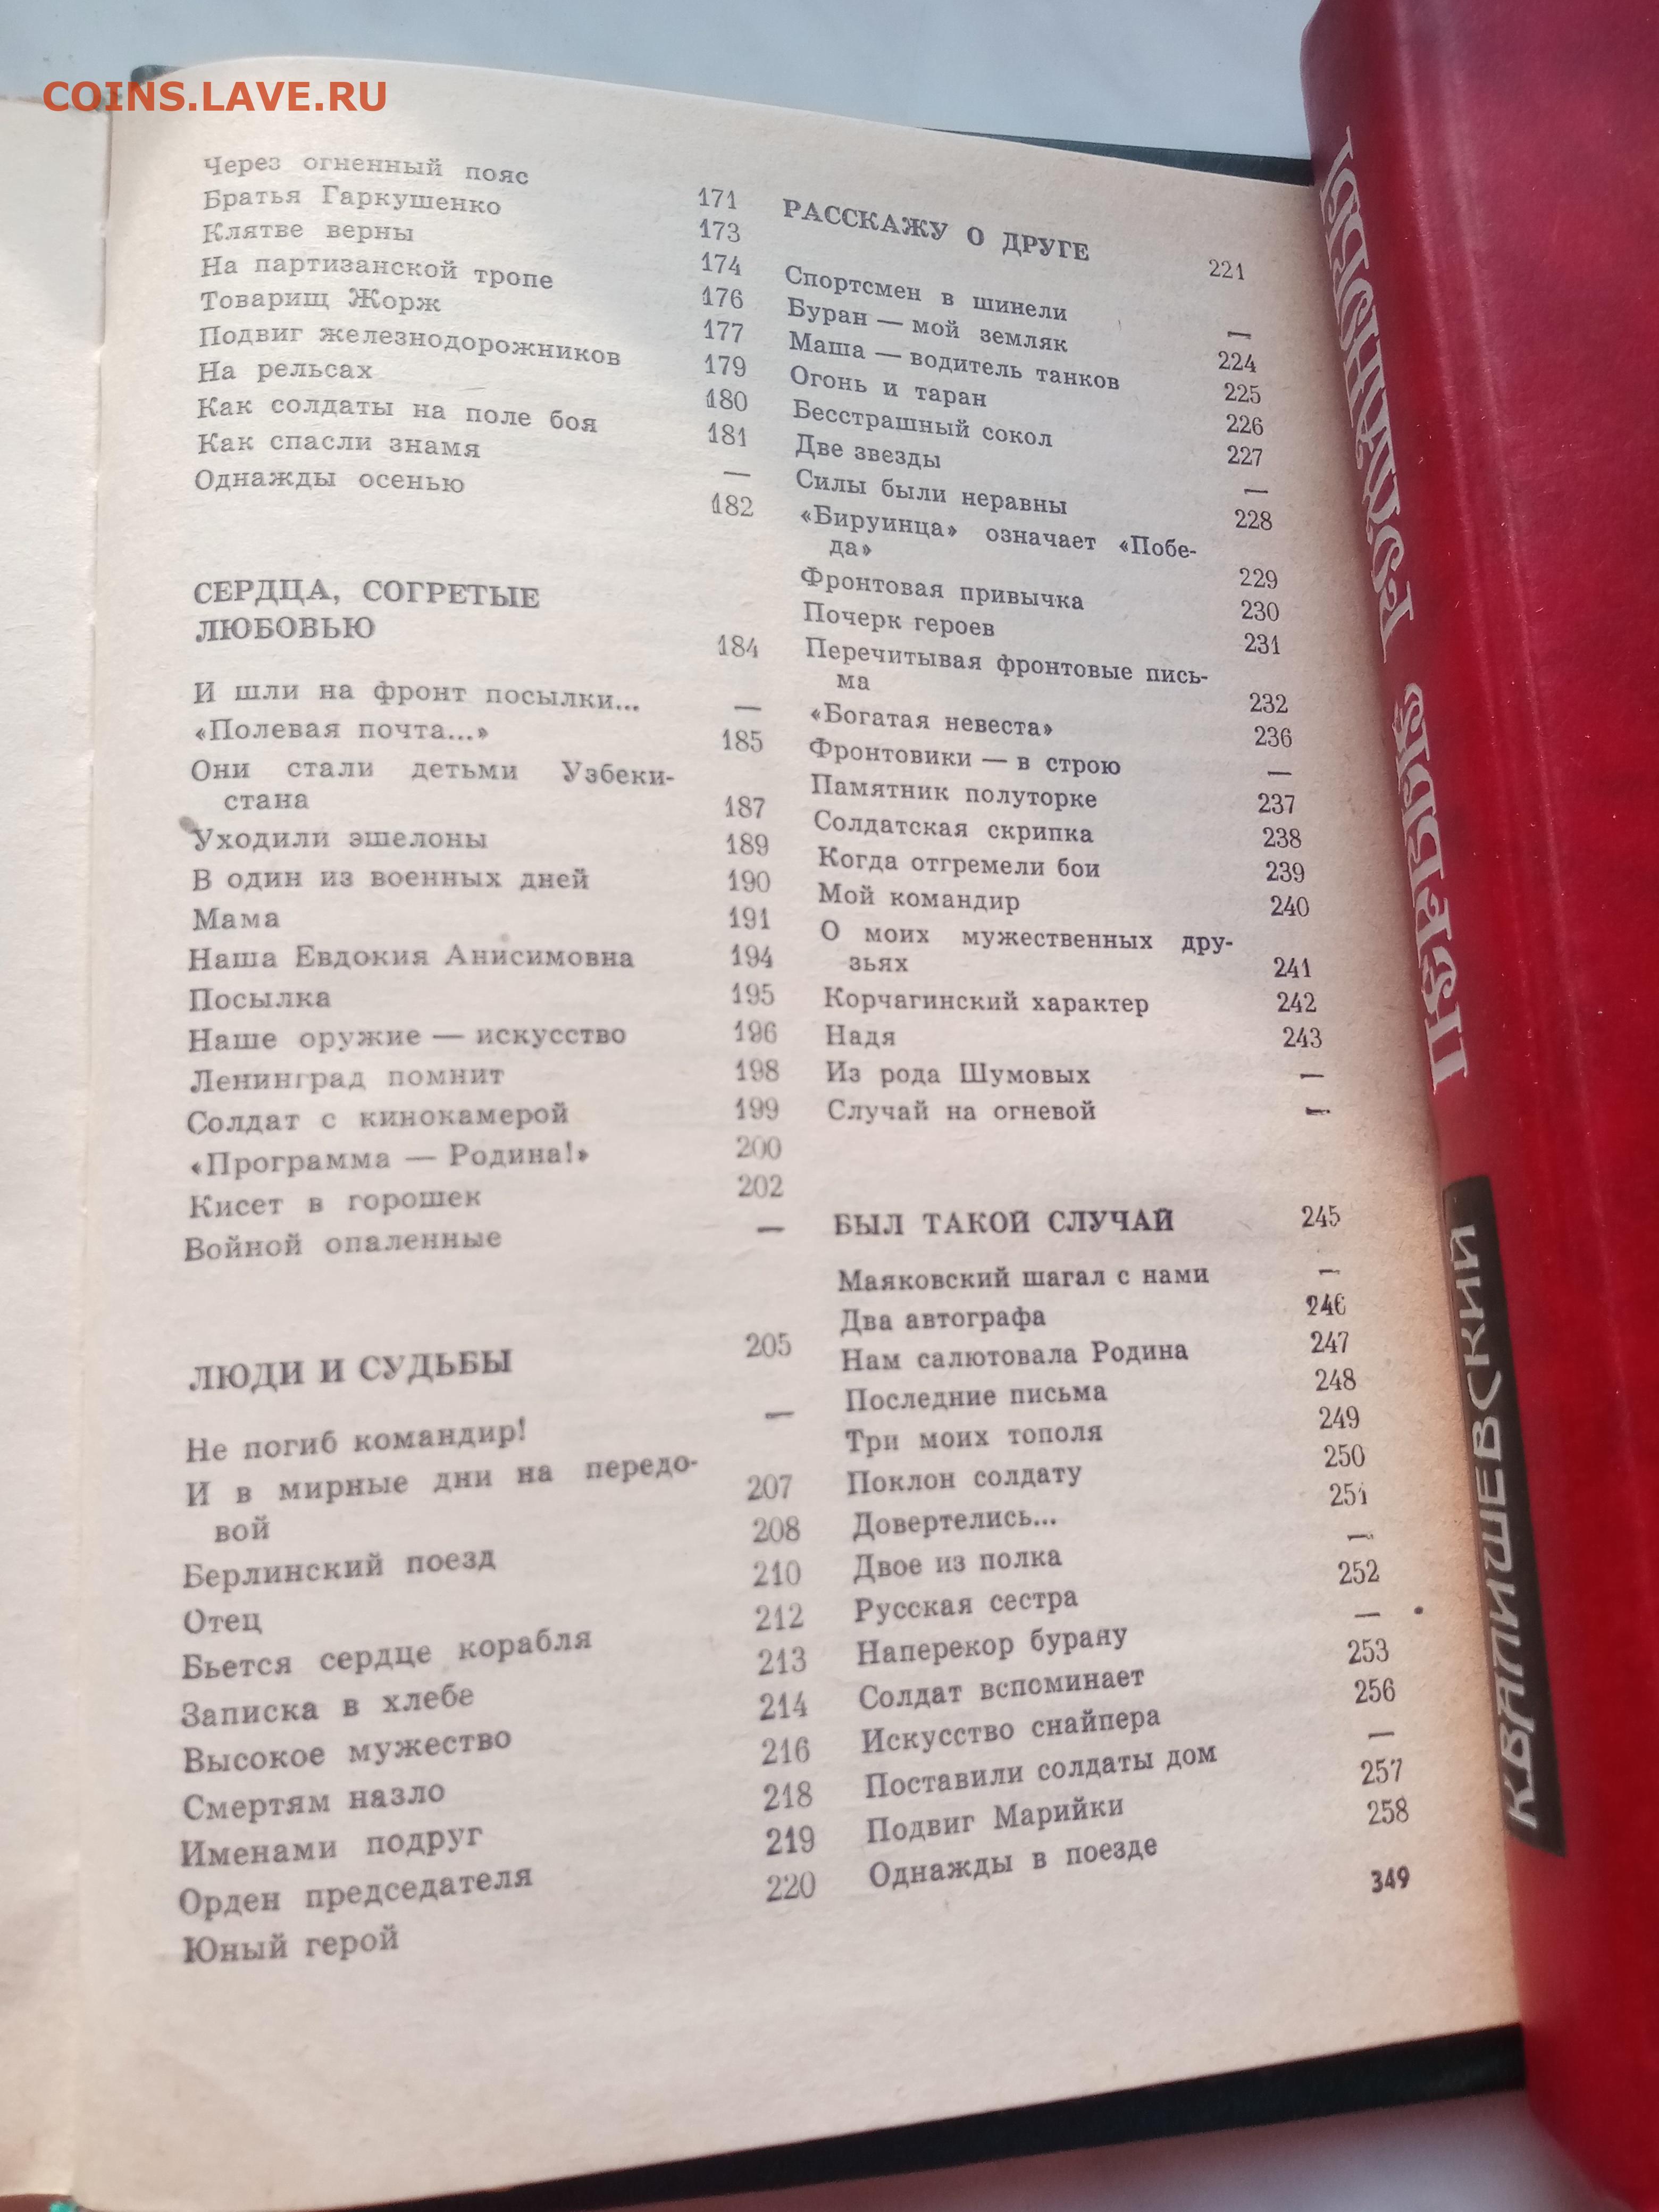 COINS.LAVE.RU
Через огненный пояс 171
Братья Гаркушенко 173
Клятве верны 174
На партизанской тропе 176
Товарищ Жорж 177
Подвиг железнодорожников 179
На рельсах 180
Как солдаты на поле боя 181
Как спасли знамя —
Однажды осенью 182
СЕРДЦА, СОГРЕТЫЕ
ЛЮБОВЬЮ 184
И шли на фронт посылки... —
«Полевая почта...» 185
Они стали детьми Узбеки-
стана 187
Уходили эшелоны 189
В один из военных дней 190
Мама 191
Наша Евдокия Анисимовна 194
Посылка 195
Наше оружие — искусство 196
Ленинград помнит 198
Солдат с кинокамерой 199
«Программа — Родина!» 200
Кисет в горошек 202
Войной опаленные —
ЛЮДИ И СУДЬБЫ 205
Не погиб командир! —
И в мирные дни на передо-
вой 207
Берлинский поезд 208
Отец 210
Бьется сердце корабля 212
Записка в хлебе 213
Высокое мужество 214
Смертям назло 216
Именами подруг 218
Орден председателя 219
Юный герой 220
РАССКАЖУ О ДРУГЕ 221
Спортсмен в шинели —
Буран — мой земляк 224
Маша — водитель танков 225
Огонь и таран 226
Бесстрашный сокол 227
Две звезды —
Силы были неравны 228
«Бируинца» означает «Побе-
да» 229
Фронтовая привычка 230
Почерк героев 231
Перечитывая фронтовые пись-
ма 232
«Богатая невеста» 236
Фронтовики — в строю —
Памятник полуторке 237
Солдатская скрипка 238
Когда отгремели бои 239
Мой командир 240
О моих мужественных дру-
зьях 241
Корчагинский характер 242
Надя 243
Из рода Шумовых —
Случай на огневой —
БЫЛ ТАКОЙ СЛУЧАЙ 245
Маяковский шагал с нами —
Два автографа 246
Нам салютовала Родина 247
Последние письма 248
Три моих тополя 249
Поклон солдату 250
Довертелись... 251
Двое из полка —
Русская сестра 252
Наперекор бурану —
Солдат вспоминает 253
Искусство снайпера 256
Поставили солдаты дом —
Подвиг Марийки 257
Однажды в поезде 258
349
КВАЛИШЕВСКИЙ